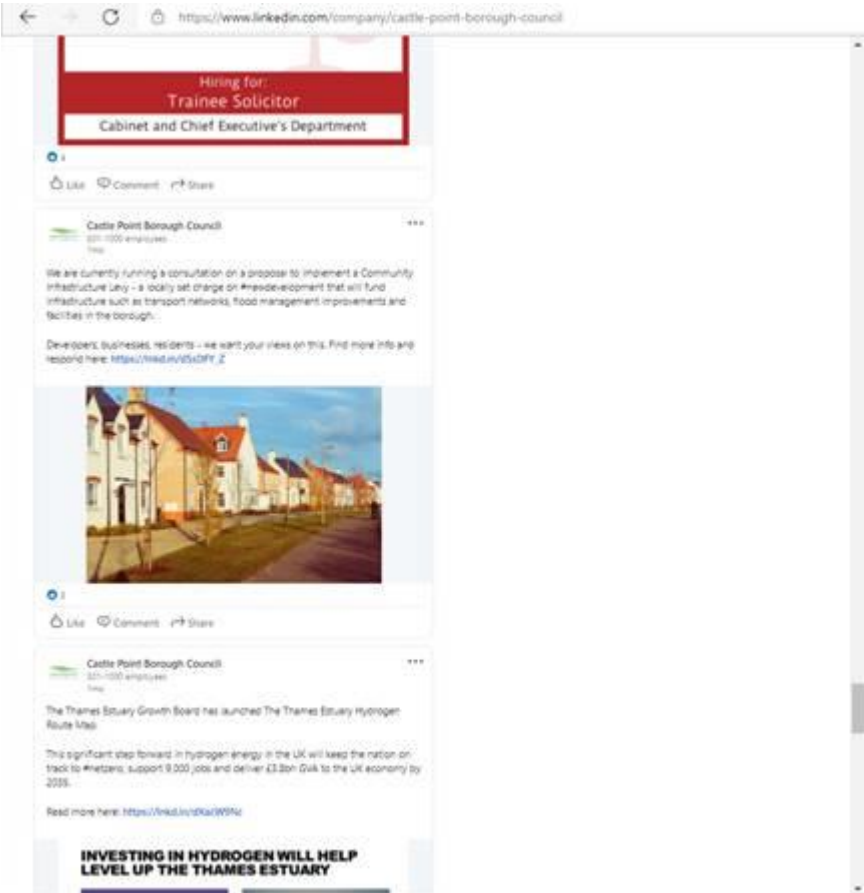 https://www.linkedin.com/company/castle-point-borough-council
Hiring for:
Trainee Solicitor
Cabinet and Chief Executive's Department
Like Comment Share
Castle Point Borough Council
employees
We are currently running a consultation on a proposal to implement a Community
Infrastructure Levy - a locally set charge on #newdevelopment that will fund
infrastructure such as transport networks, flood management improvements and
facilities in the borough.
Developers, businesses, residents - we want your views on this. Find more info and
respond here:
Like Comment Share
Castle Point Borough Council
employees
The Thames Estuary Growth Board has launched The Thames Estuary Hydrogen
Route Map.
This significant step forward in hydrogen energy in the UK will keep the nation on
track to #netzero, support 9,000 jobs and deliver £3.8bn GVA to the UK economy by
2035.
Read more here:
INVESTING IN HYDROGEN WILL HELP
LEVEL UP THE THAMES ESTUARY